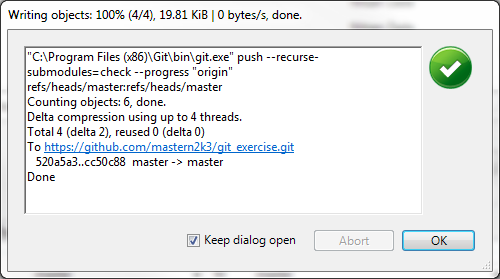 Writing objects: 100% (4/4), 19.81 KiB | 0 bytes/s, done.
"C:\Program Files (x86)\Git\bin\git.exe" push --recurse-
submodules=check --progress "origin"
refs/heads/master:refs/heads/master
Counting objects: 6, done.
Delta compression using up to 4 threads.
Total 4 (delta 2), reused 0 (delta 0)
To https://github.com/mastern2k3/git_exercise.git
520a5a3..cc50c88 master -> master
Done
Keep dialog open
Abort
OK